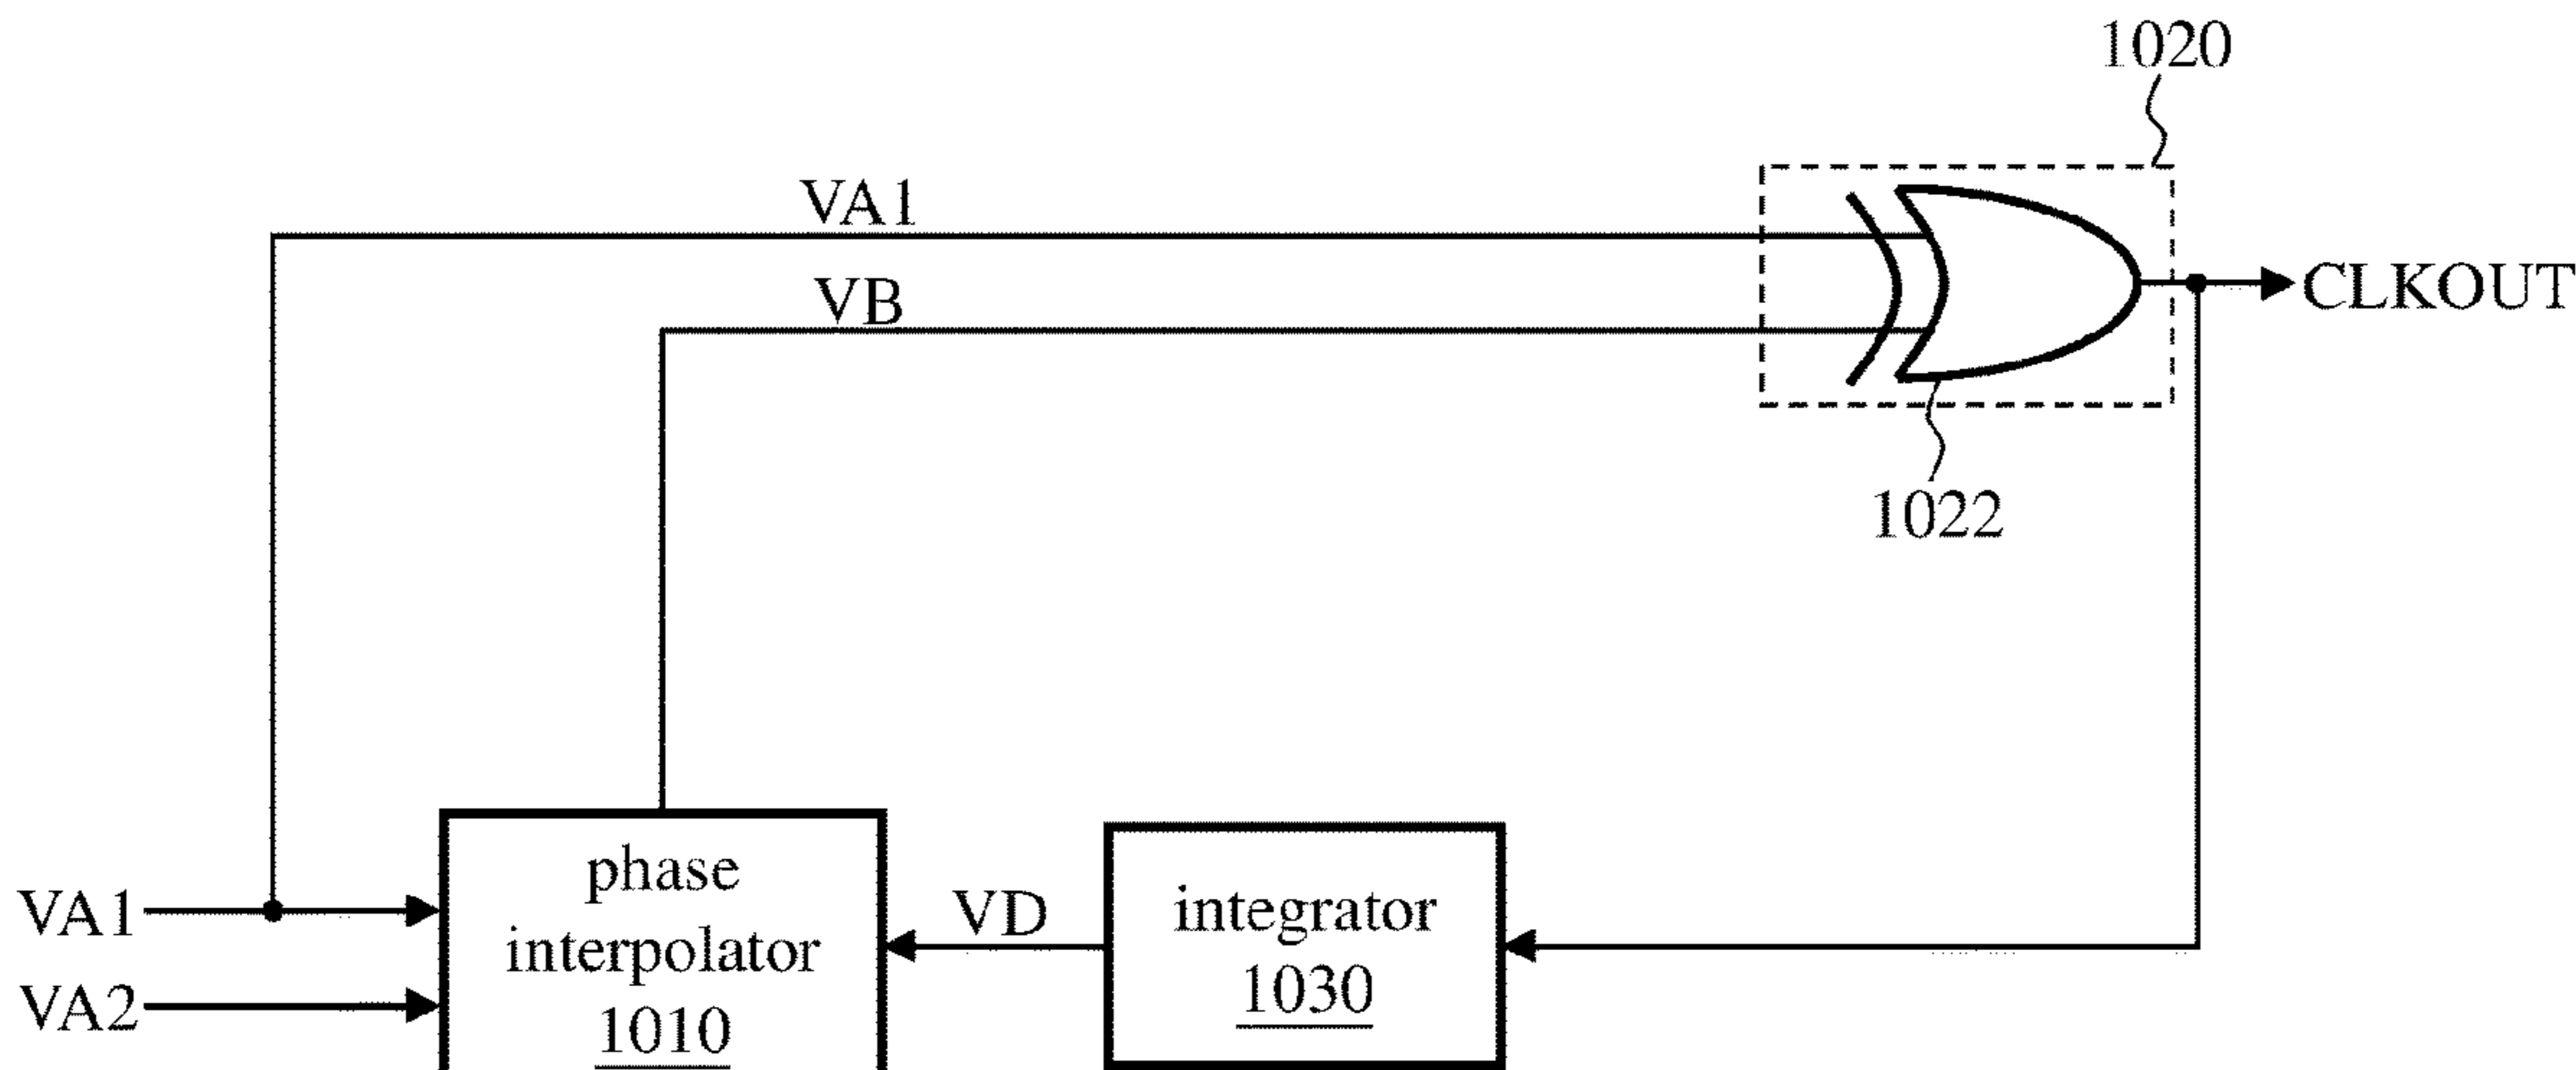 1020
VA1
VB
CLKOUT
1022
phase
interpolator
1010
VD
integrator
1030
VA1
VA2